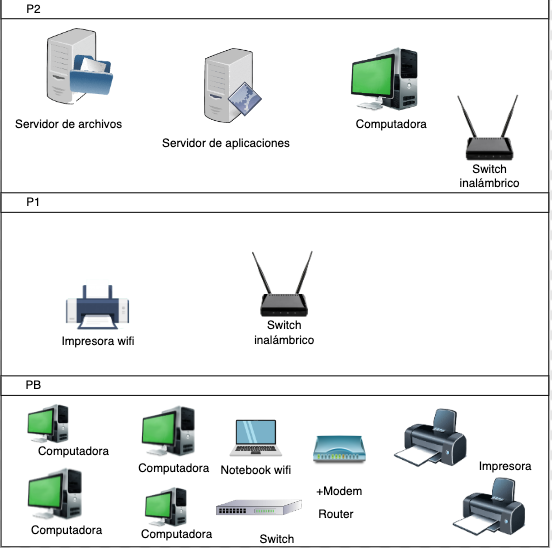 P2
Servidor de archivos
Servidor de aplicaciones
Computadora
Switch
inalámbrico
P1
Impresora wifi
Switch
inalámbrico
PB
Computadora
Computadora
Notebook wifi
+Modem
Router
Impresora
Computadora
Computadora
Switch